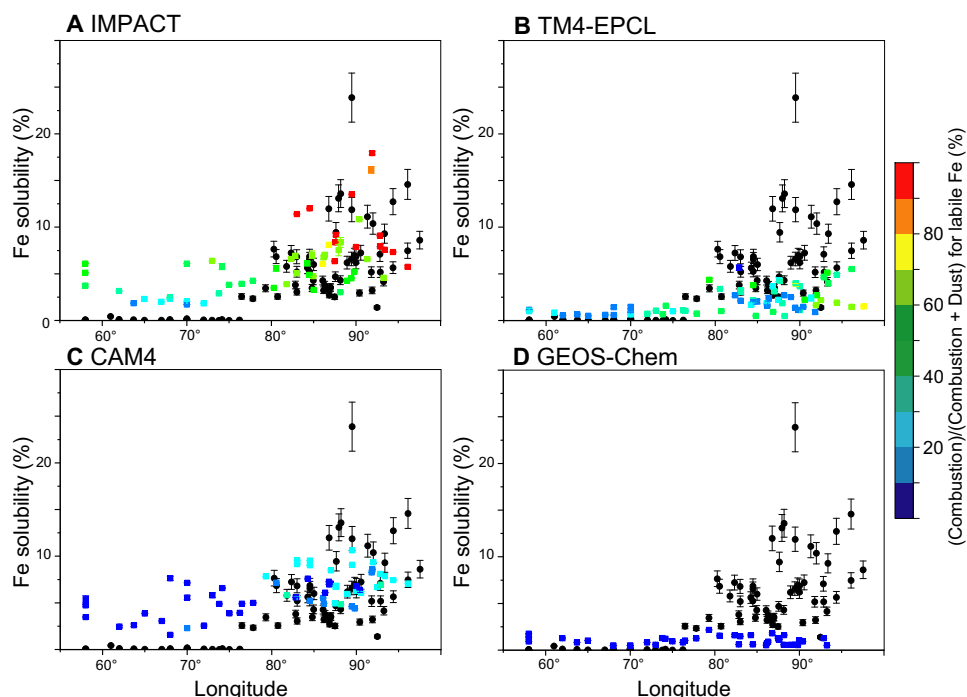 A IMPACT
B TM4-EPCL
Fe solubility (%)
20
10
0
60° 70° 80° 90°
Fe solubility (%)
20
10
0
60° 70° 80° 90°
C CAM4
D GEOS-Chem
Fe solubility (%)
20
10
0
60° 70° 80° 90°
Longitude
Fe solubility (%)
20
10
0
60° 70° 80° 90°
Longitude
80
60
40
20
(Combustion)/(Combustion + Dust) for labile Fe (%)